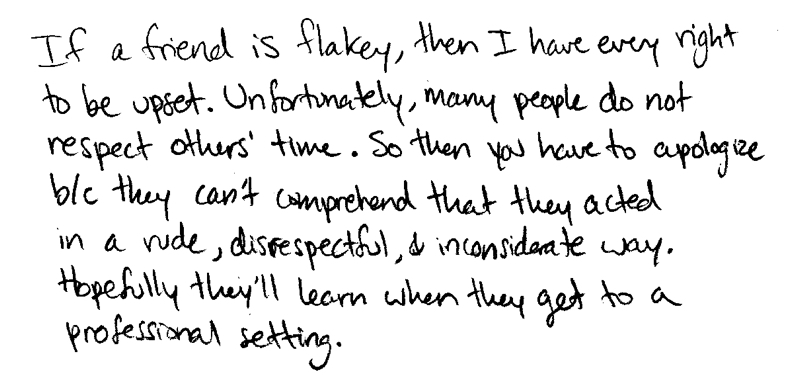 If a friend is flakey, then I have every right
to be upset. Unfortunately, many people do not
respect others' time. So then you have to apologize
b/c they can't comprehend that they acted
in a rude, disrespectful, & inconsiderate way.
Hopefully they'll learn when they get to a
professional setting.